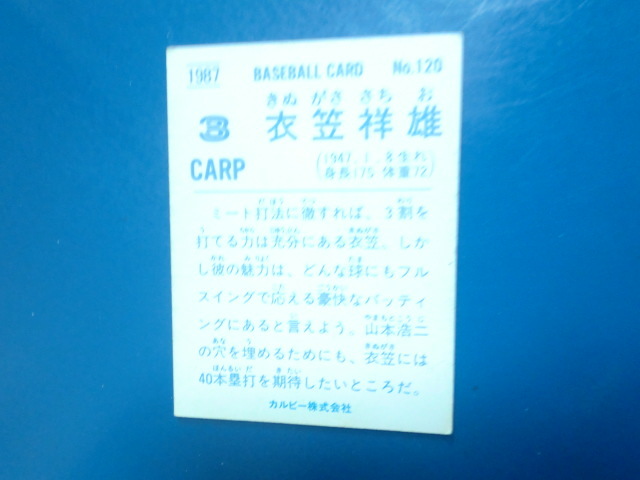 1987 BASEBALL CARD No.120
きぬ がさ さち お
3 衣笠祥雄
CARP
(1947.1.8生れ
身長175 体重72)
ミート打法に徹すれば、3割を
打てる力は充分にある衣笠。しか
し彼の魅力は、どんな球にもフル
スイングで応える豪快なバッティ
ングにあると言えよう。山本浩二
の穴を埋めるためにも、衣笠には
40本塁打を期待したいところだ。
カルビー株式会社